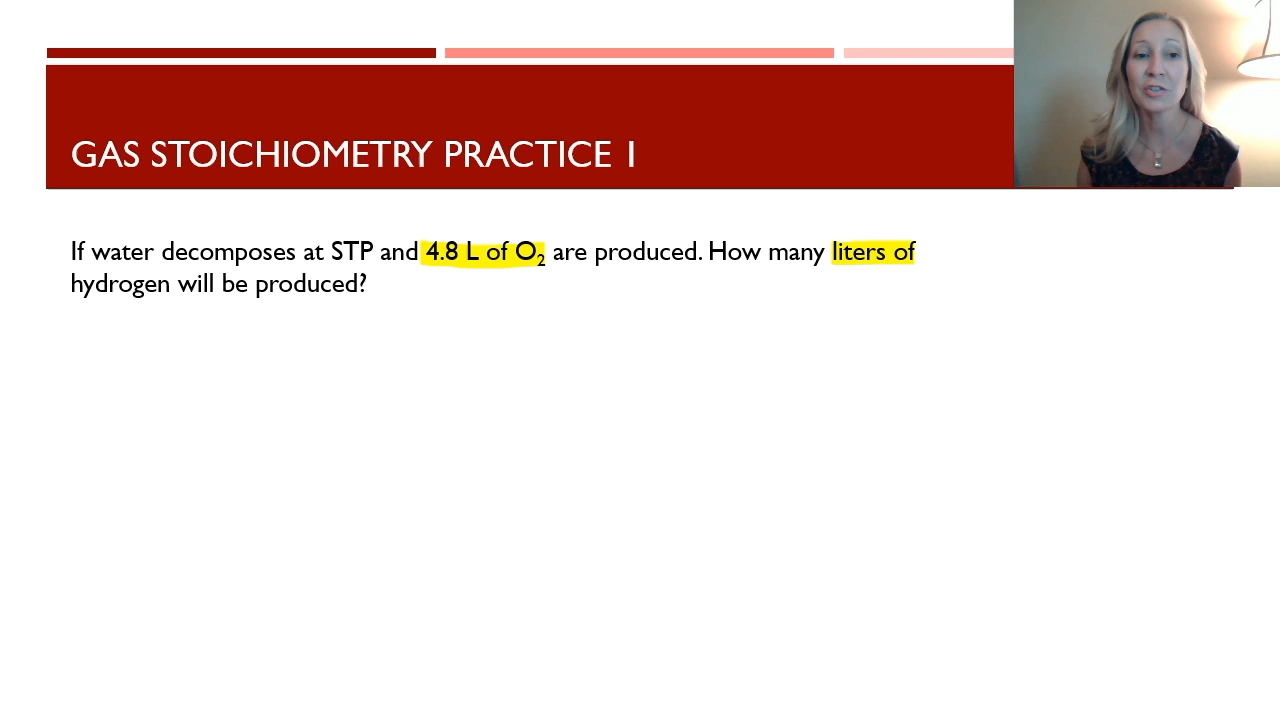 GAS STOICHIOMETRY PRACTICE 1
If water decomposes at STP and 4.8 L of O₂ are produced. How many liters of
hydrogen will be produced?